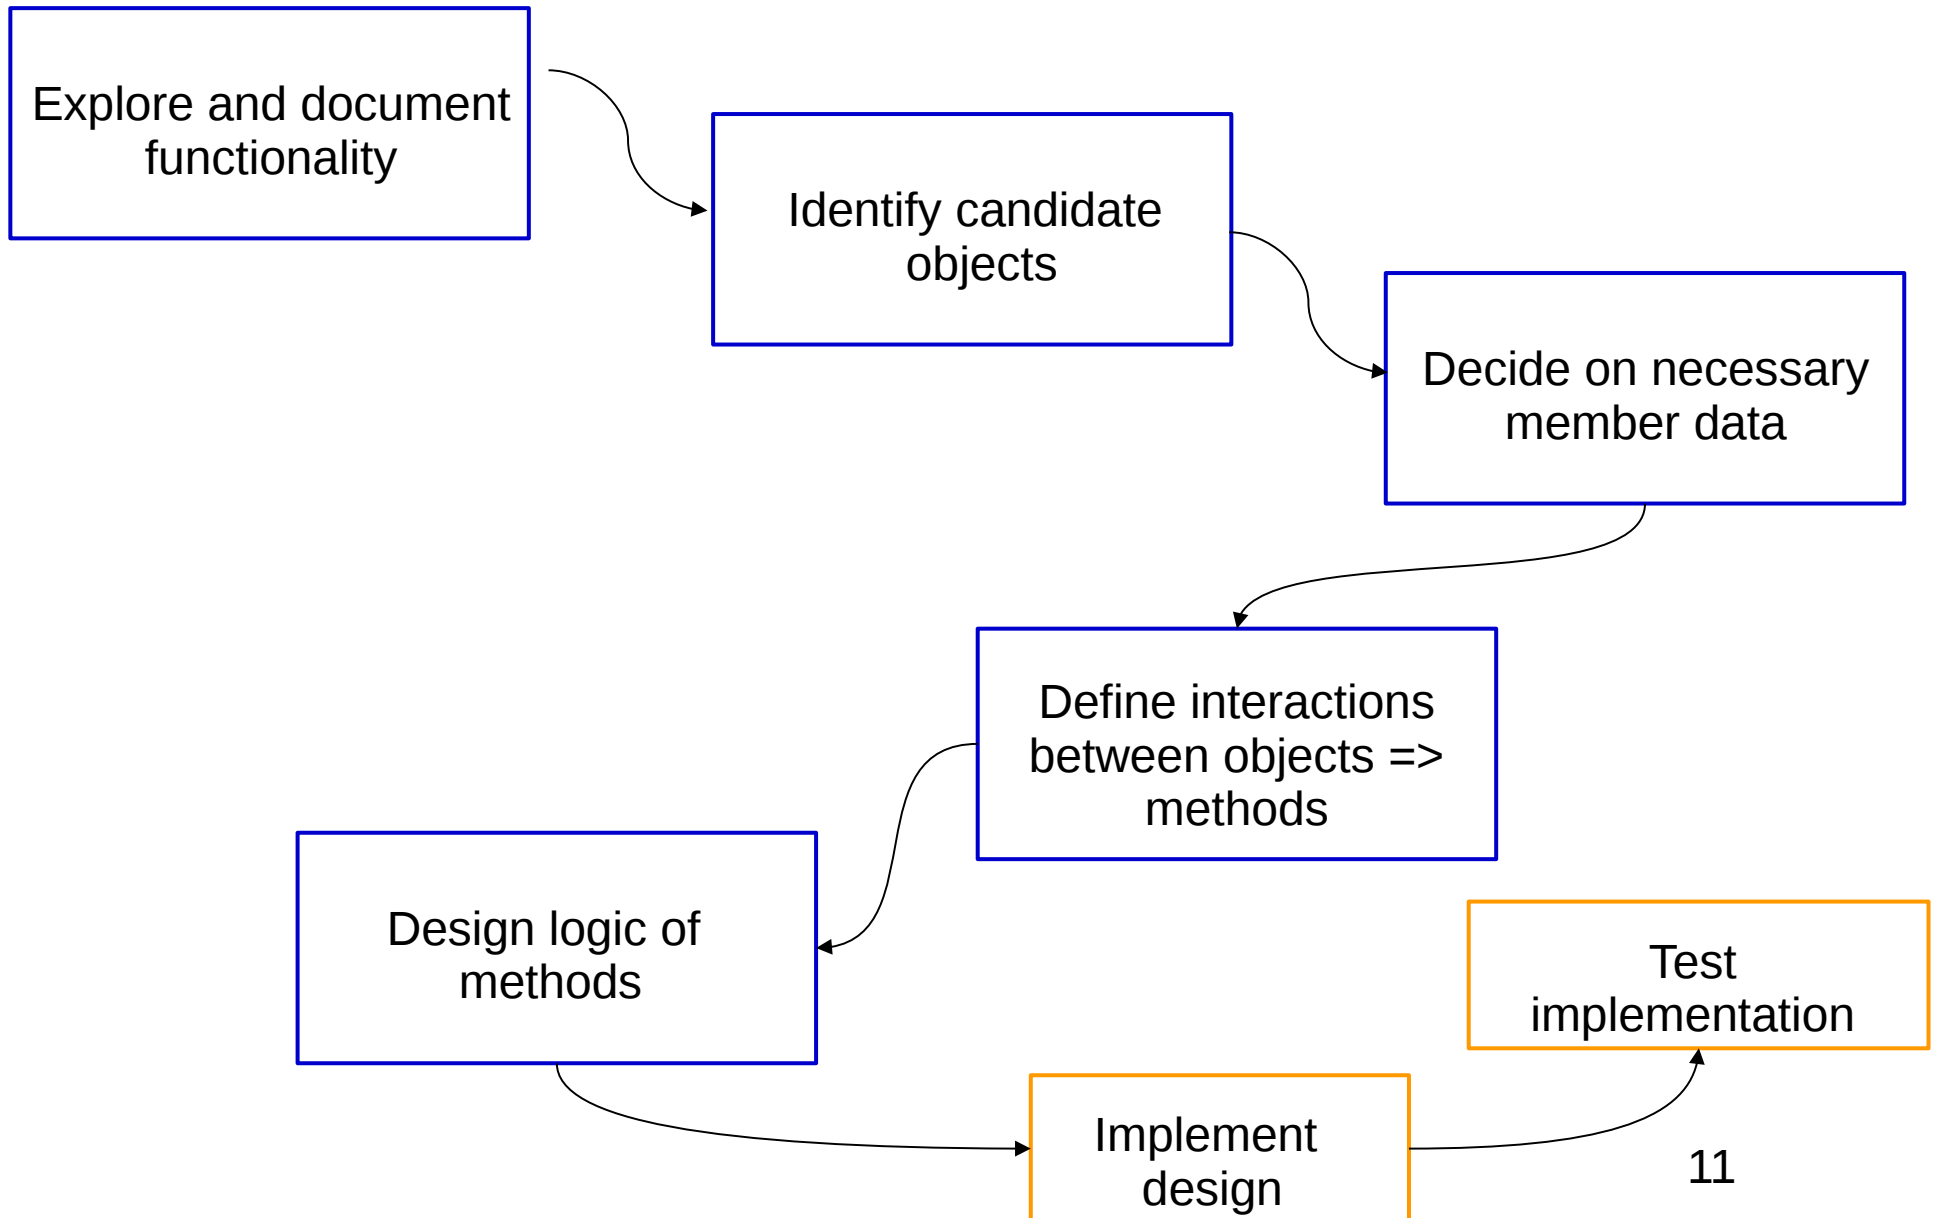 Explore and document
functionality
Identify candidate
objects
Decide on necessary
member data
Define interactions
between objects =>
methods
Design logic of
methods
Implement
design
Test
implementation
11